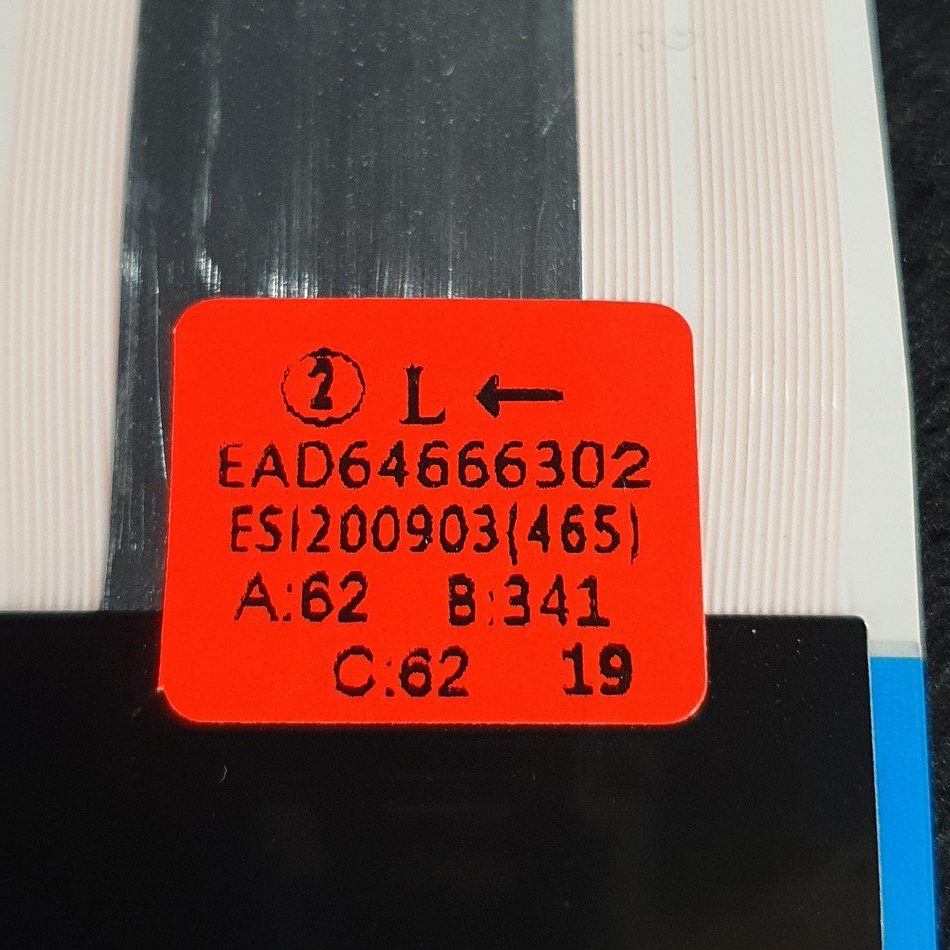 ② L ←
EAD64666302
ESI200903(465)
A:62 B:341
C:62 19